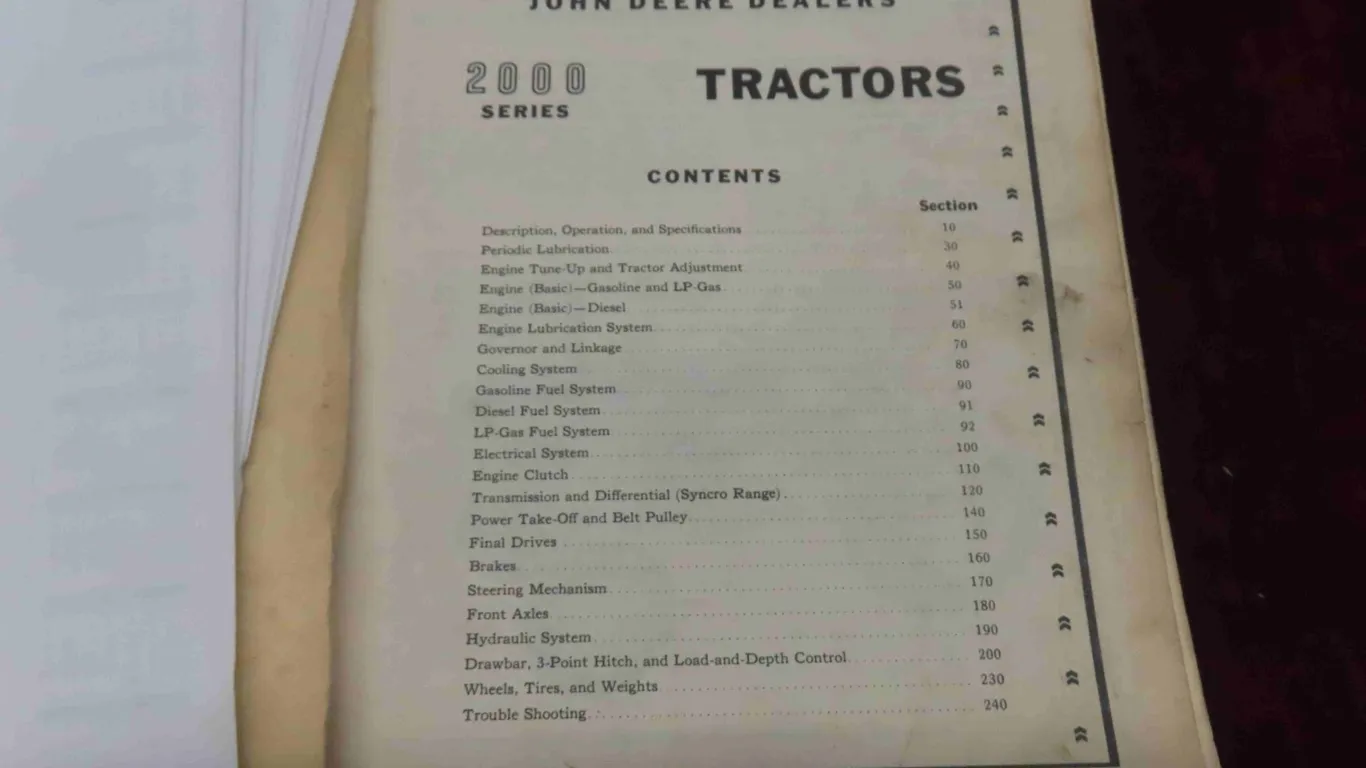 JOHN DEERE DEALERS
2000 TRACTORS
SERIES
CONTENTS
Section
Description, Operation, and Specifications 10
Periodic Lubrication 30
Engine Tune-Up and Tractor Adjustment 40
Engine (Basic)—Gasoline and LP-Gas 50
Engine (Basic)—Diesel 51
Engine Lubrication System 60
Governor and Linkage 70
Cooling System 80
Gasoline Fuel System 90
Diesel Fuel System 91
LP-Gas Fuel System 92
Electrical System 100
Engine Clutch 110
Transmission and Differential (Syncro Range) 120
Power Take-Off and Belt Pulley 140
Final Drives 150
Brakes 160
Steering Mechanism 170
Front Axles 180
Hydraulic System 190
Drawbar, 3-Point Hitch, and Load-and-Depth Control 200
Wheels, Tires, and Weights 230
Trouble Shooting 240